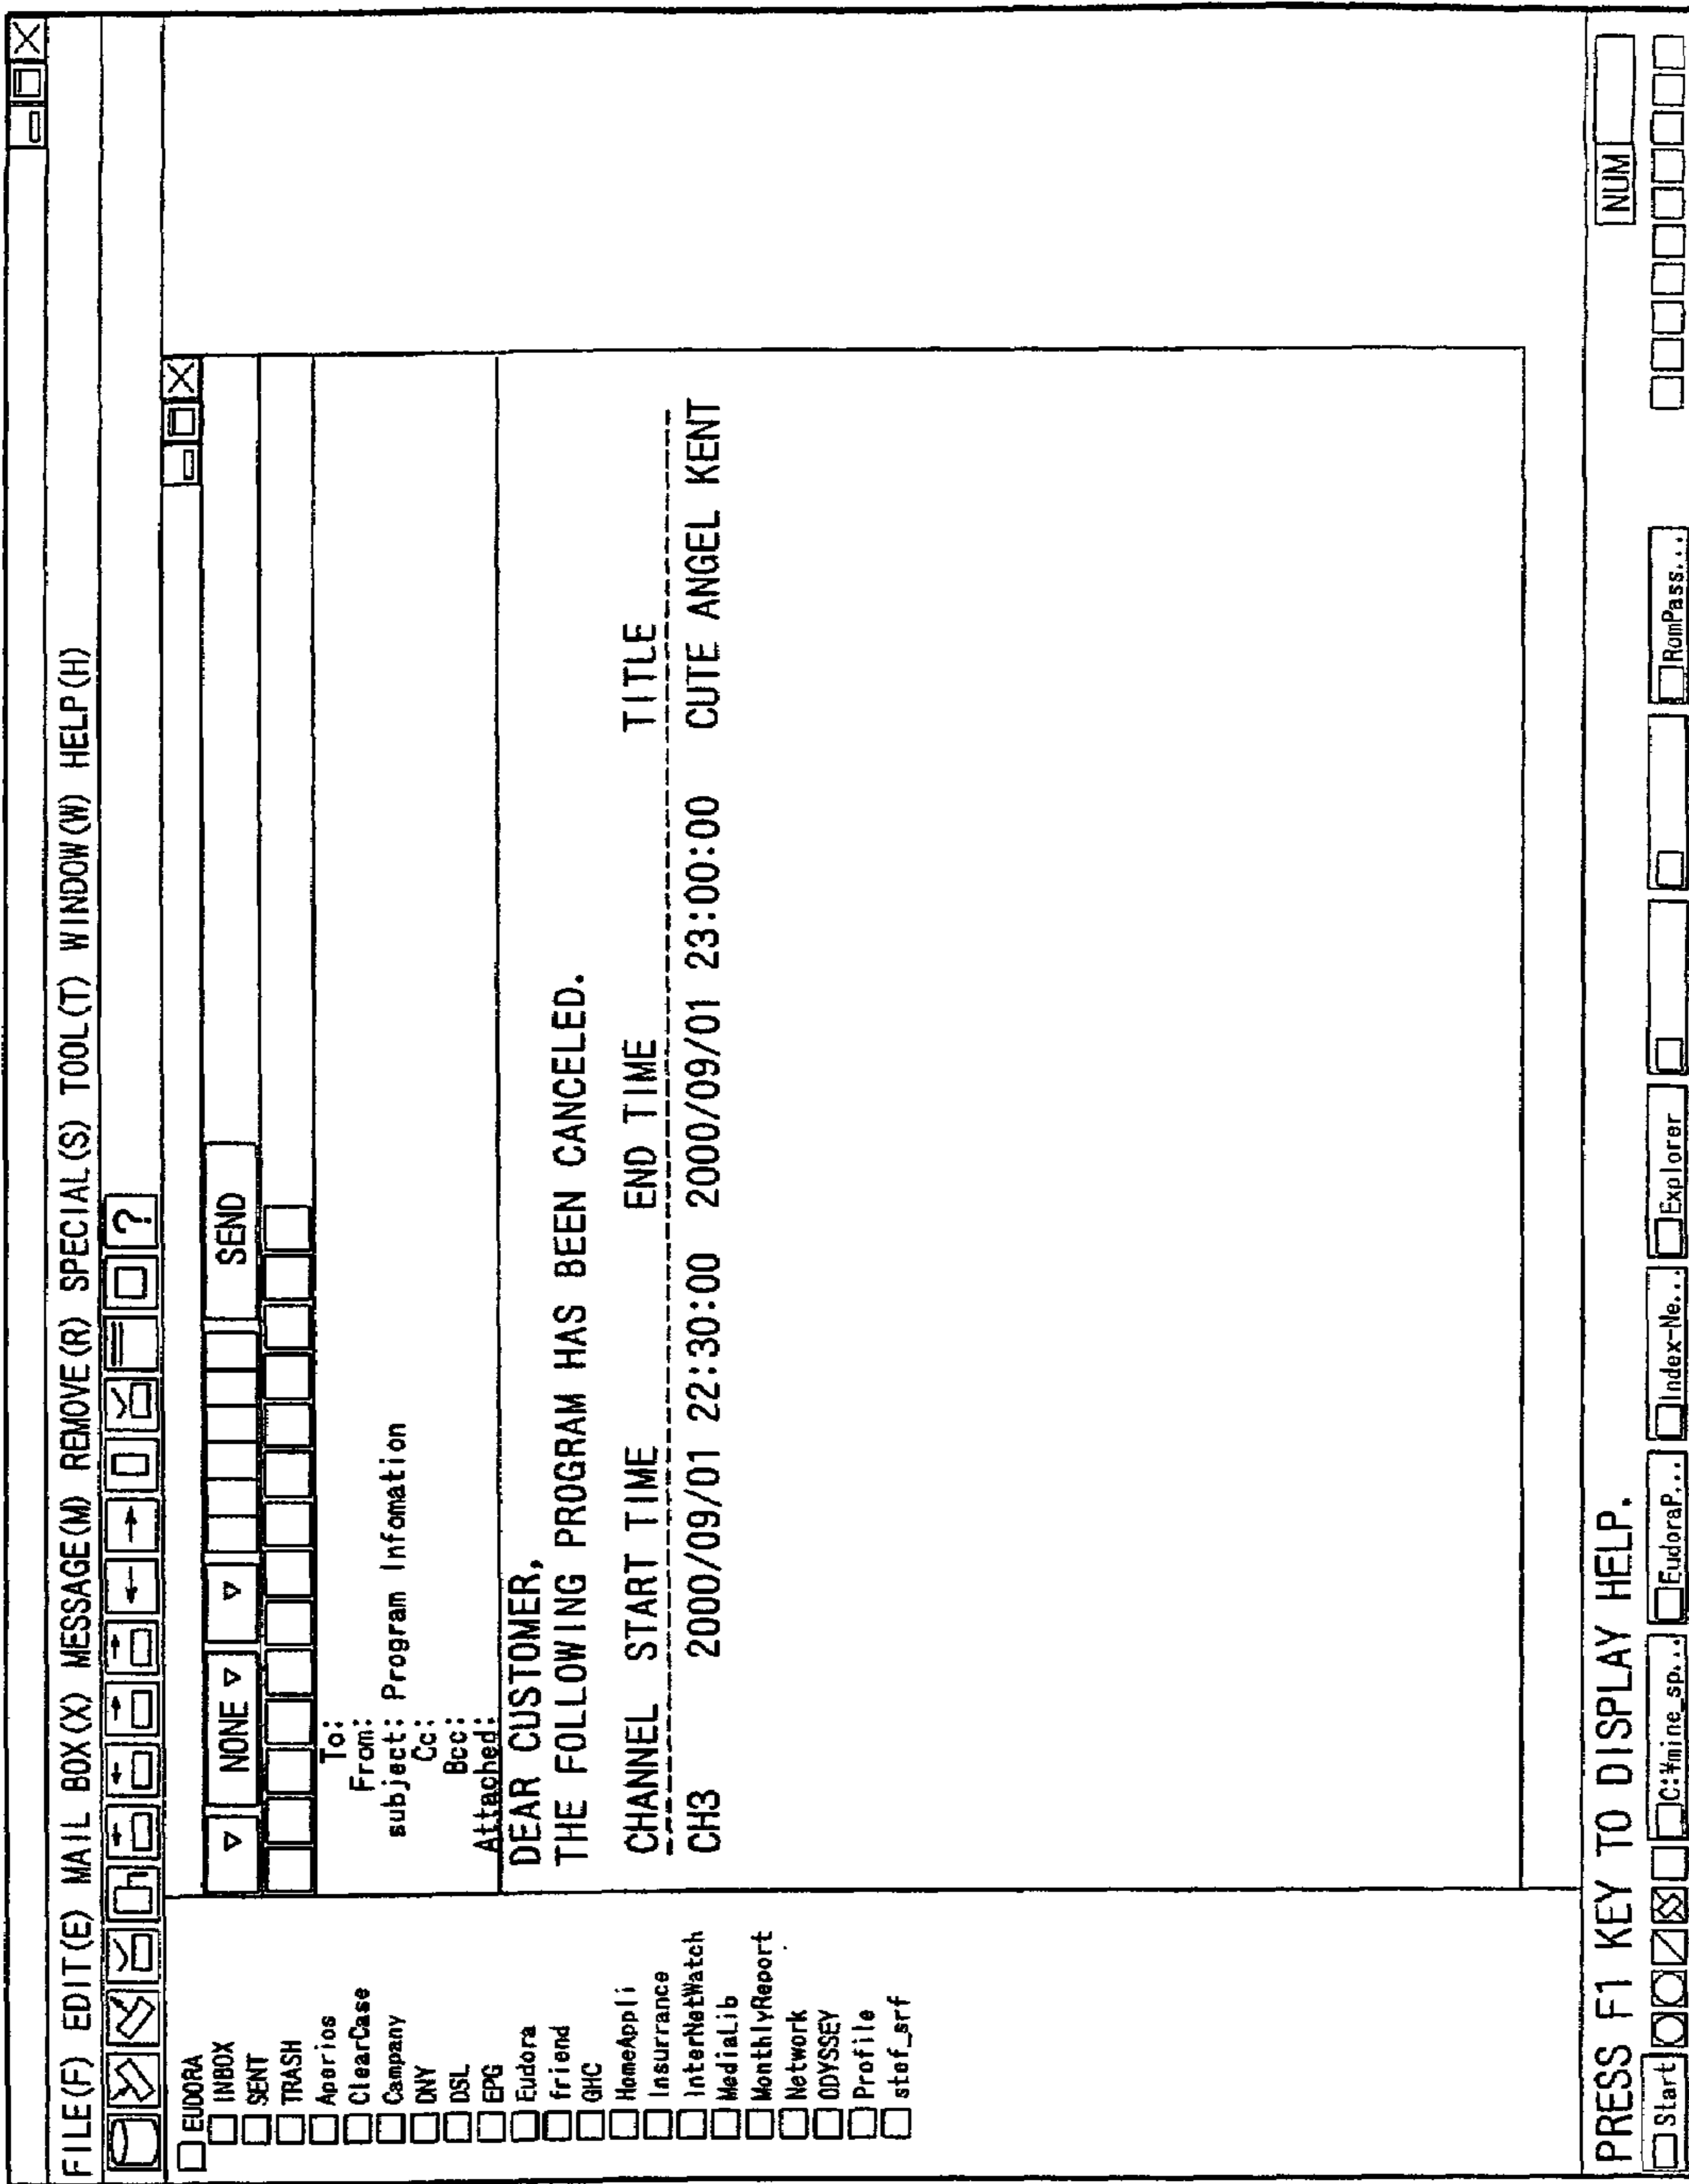 FILE(F) EDIT(E) MAIL BOX(X) MESSAGE(M) REMOVE(R) SPECIAL(S) TOOL(T) WINDOW(W) HELP(H)
?
EUDORA
INBOX
SENT
TRASH
Aperios
ClearCase
Campany
DNY
DSL
EPG
Eudora
friend
GHC
HomeAppli
Insurrance
InterNetWatch
MediaLib
MonthlyReport
Network
ODYSSEY
Profile
stef_srf
NONE SEND
To:
From:
subject: Program Infomation
Cc:
Bcc:
Attached:
DEAR CUSTOMER,
THE FOLLOWING PROGRAM HAS BEEN CANCELED.
CHANNEL START TIME END TIME TITLE
CH3 2000/09/01 22:30:00 2000/09/01 23:00:00 CUTE ANGEL KENT
PRESS F1 KEY TO DISPLAY HELP. NUM
Start C:¥mine_sp... EudoraP... Index-Ne.. Explorer RomPass...